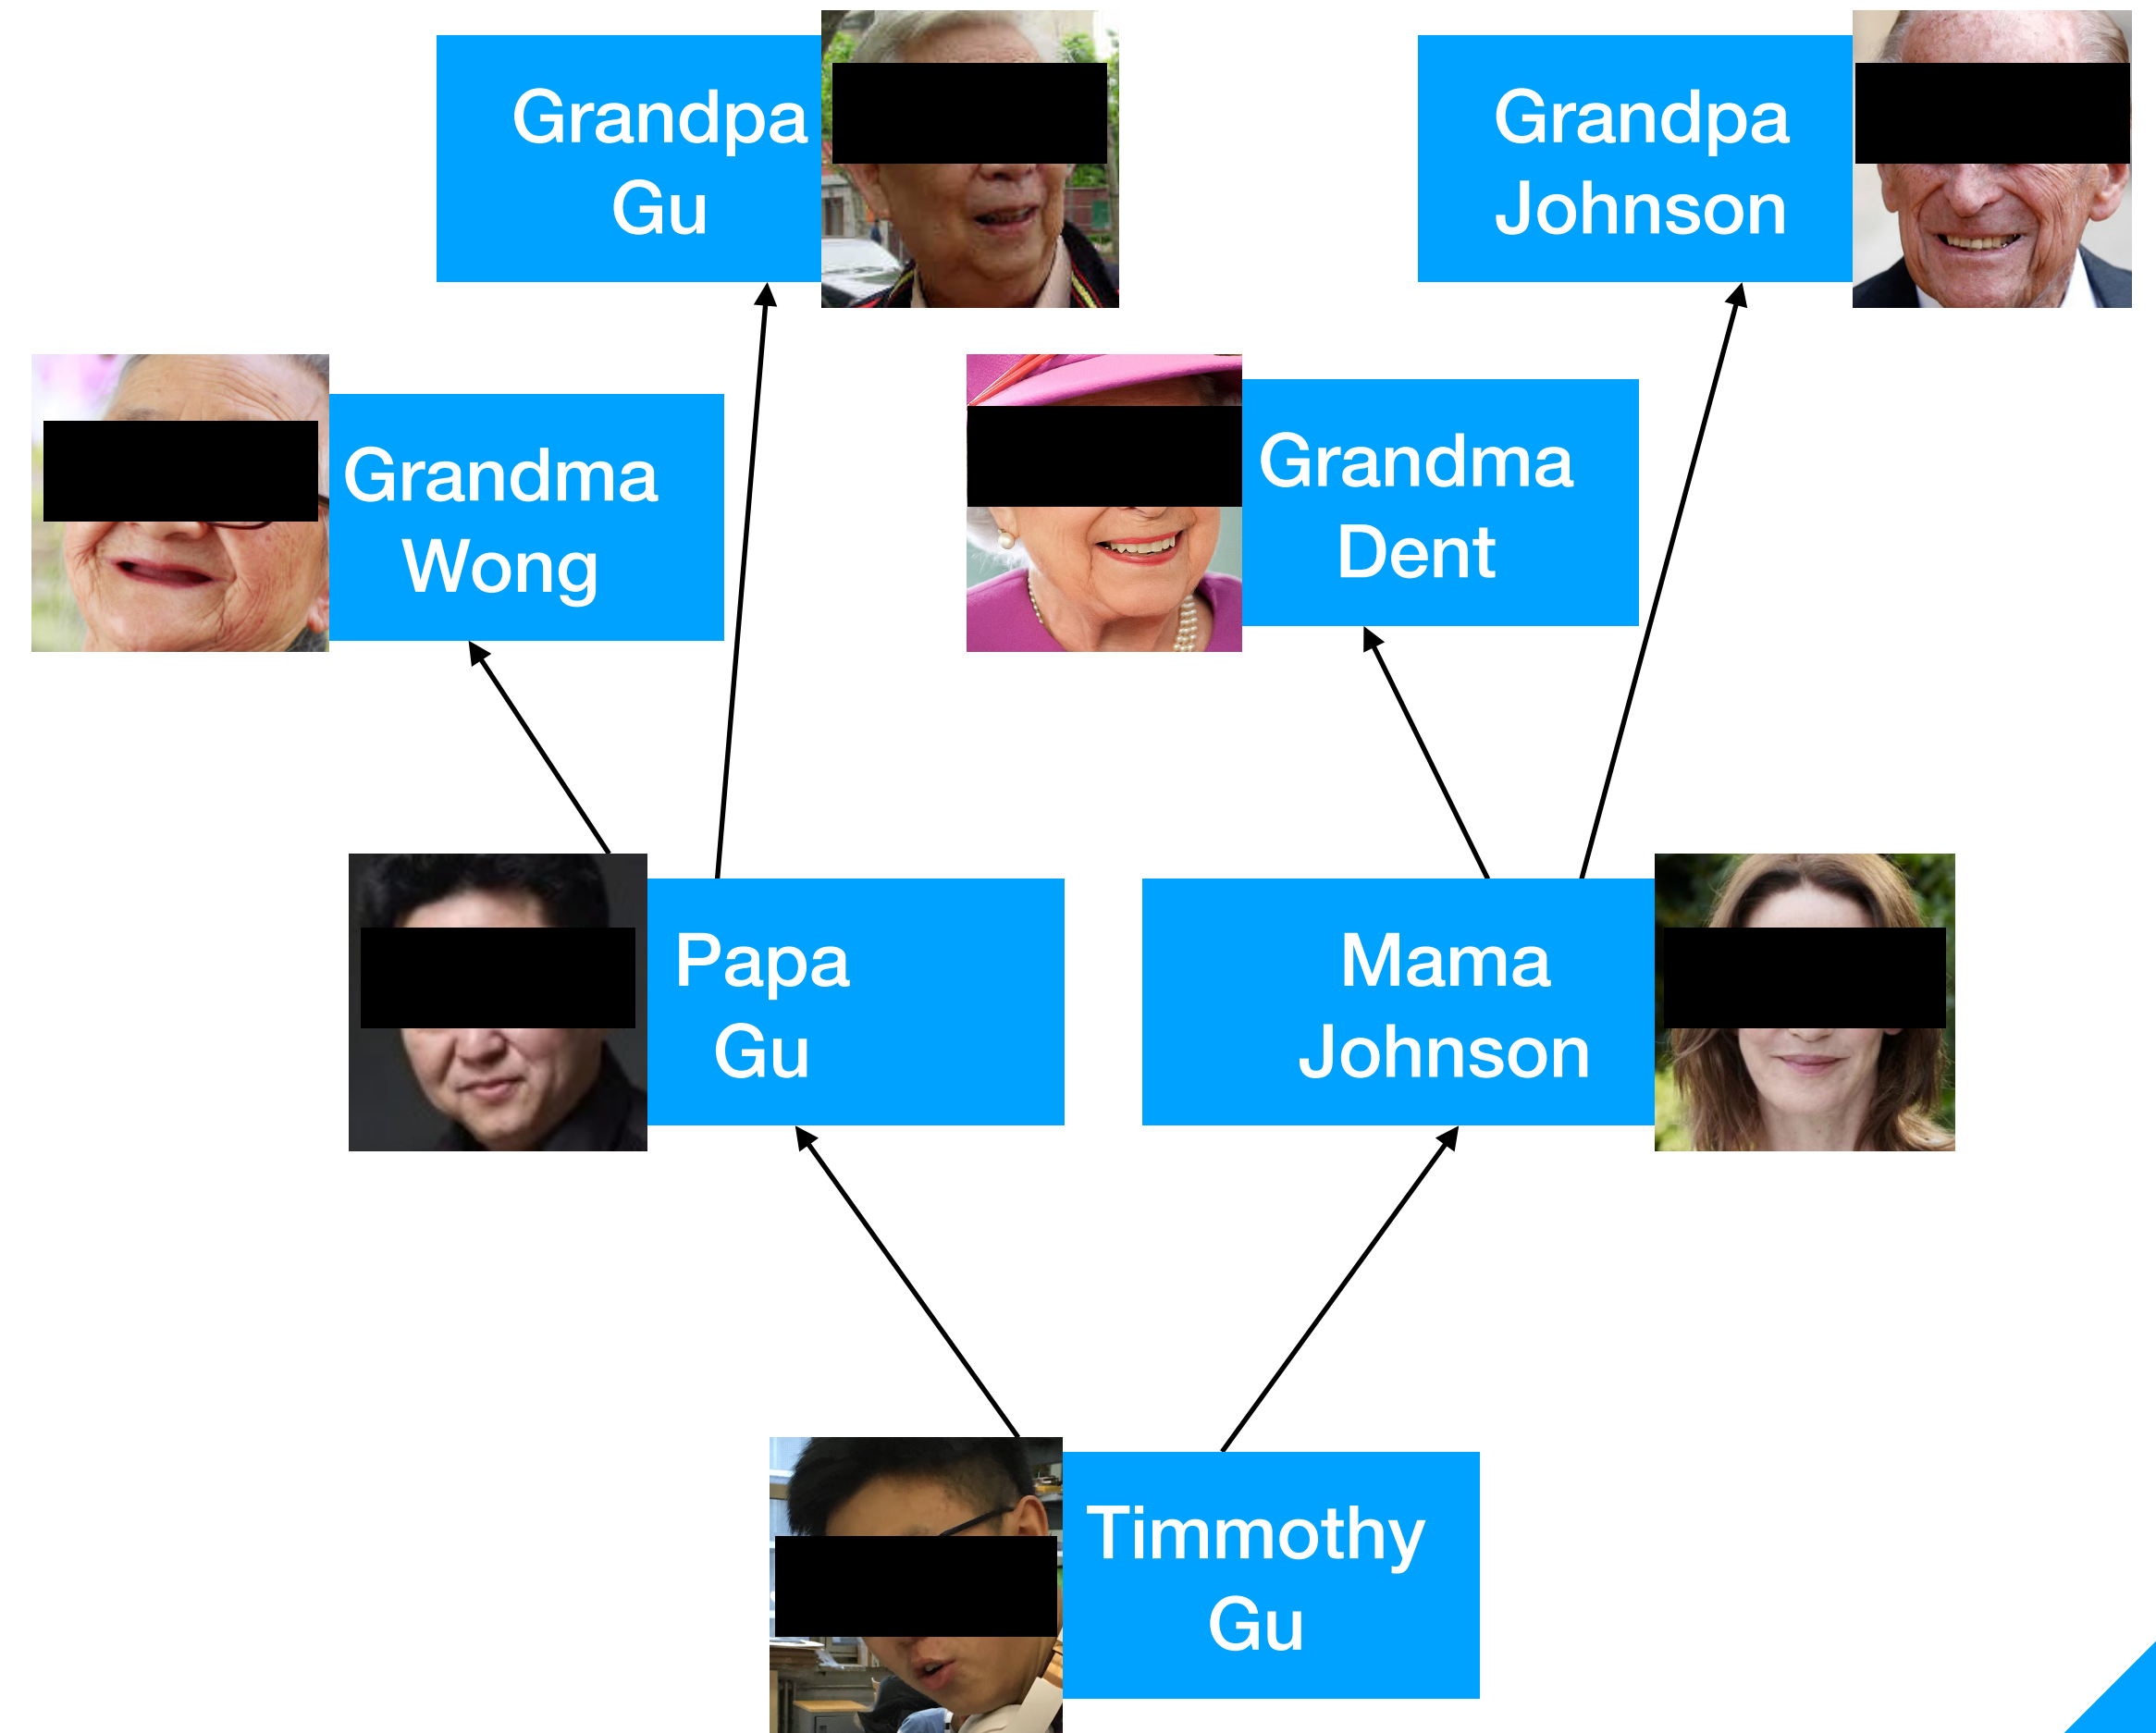 Grandpa
Gu
Grandpa
Johnson
Grandma
Wong
Grandma
Dent
Papa
Gu
Mama
Johnson
Timmothy
Gu